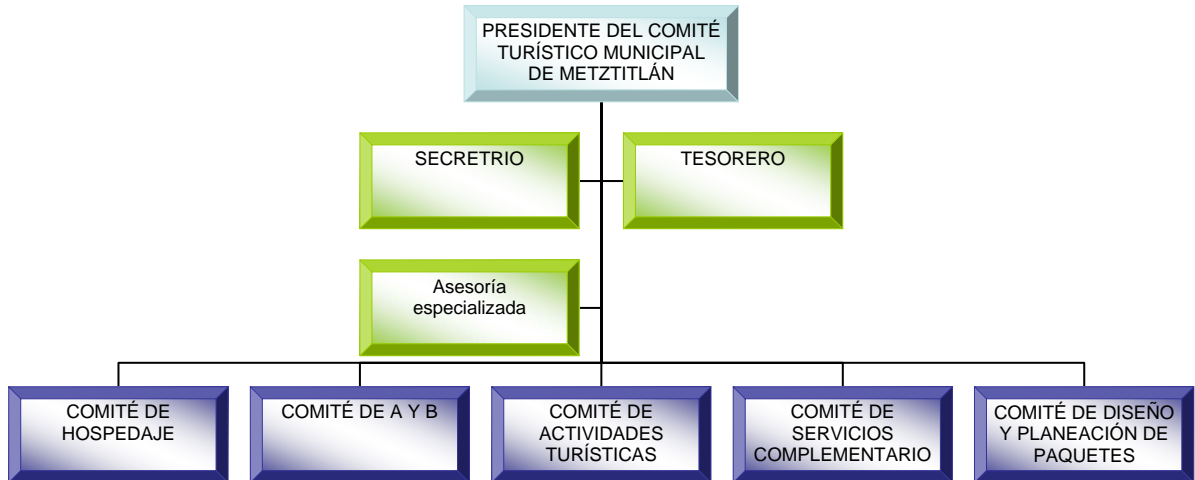 PRESIDENTE DEL COMITÉ
TURÍSTICO MUNICIPAL
DE METZTITLÁN
SECRETRIO
TESORERO
Asesoría
especializada
COMITÉ DE
HOSPEDAJE
COMITÉ DE A Y B
COMITÉ DE
ACTIVIDADES
TURÍSTICAS
COMITÉ DE
SERVICIOS
COMPLEMENTARIO
COMITÉ DE DISEÑO
Y PLANEACIÓN DE
PAQUETES